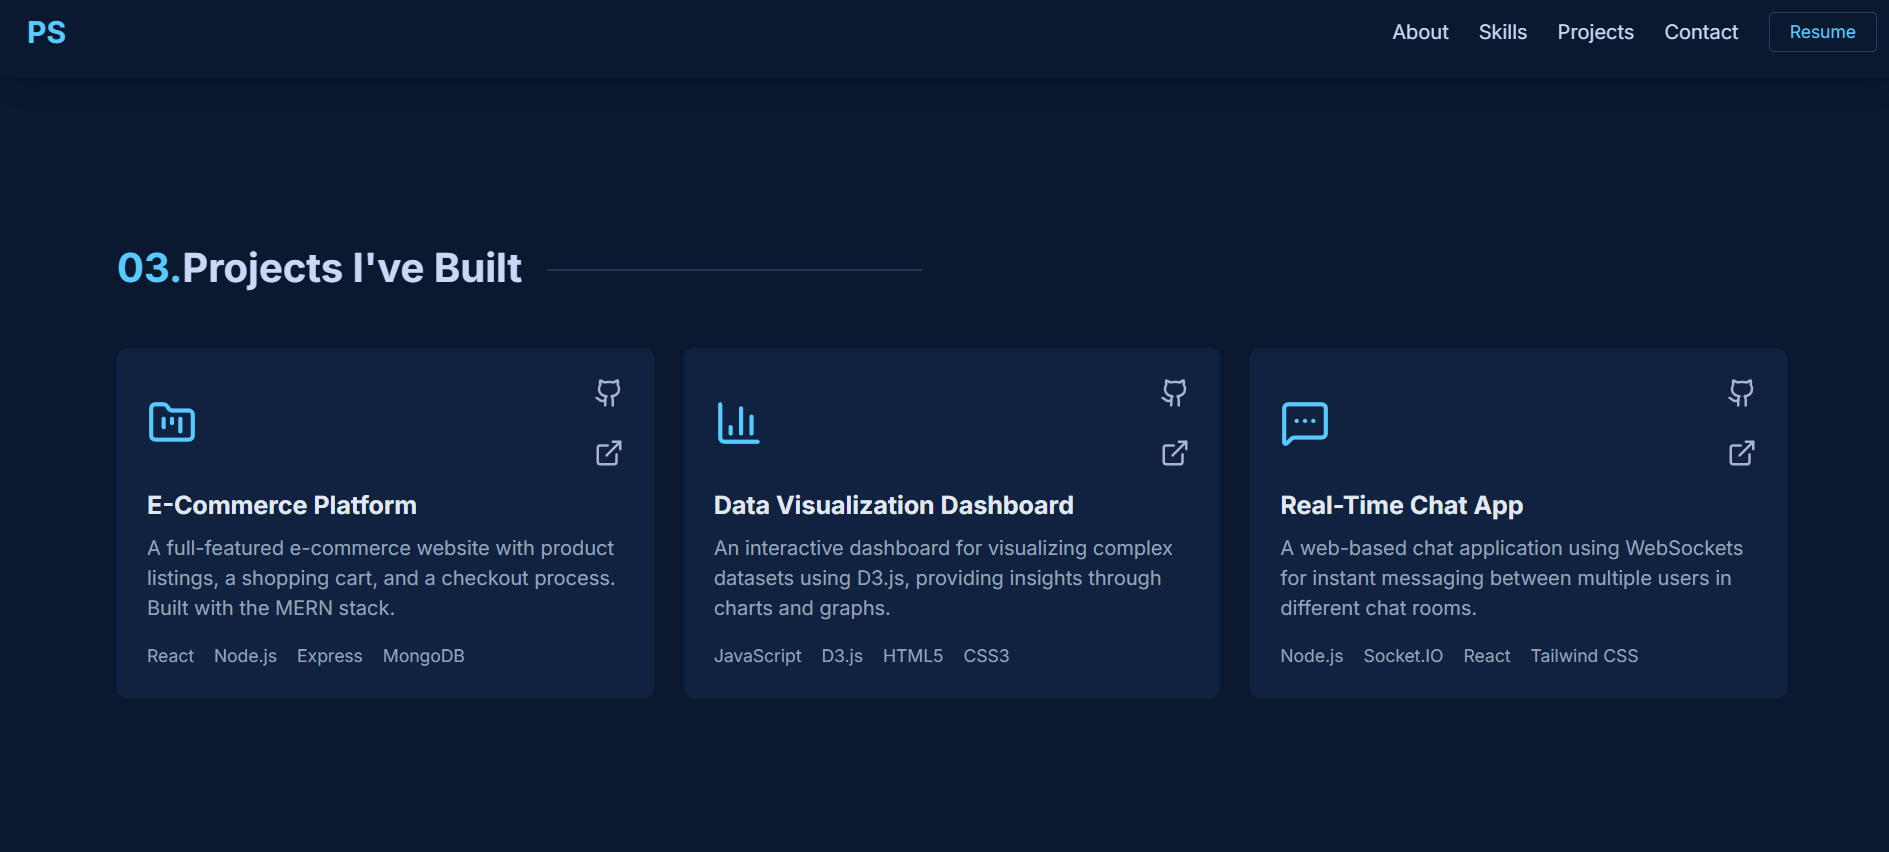 PS
About Skills Projects Contact Resume
03.Projects I've Built
E-Commerce Platform
A full-featured e-commerce website with product
listings, a shopping cart, and a checkout process.
Built with the MERN stack.
React Node.js Express MongoDB
Data Visualization Dashboard
An interactive dashboard for visualizing complex
datasets using D3.js, providing insights through
charts and graphs.
JavaScript D3.js HTML5 CSS3
Real-Time Chat App
A web-based chat application using WebSockets
for instant messaging between multiple users in
different chat rooms.
Node.js Socket.IO React Tailwind CSS